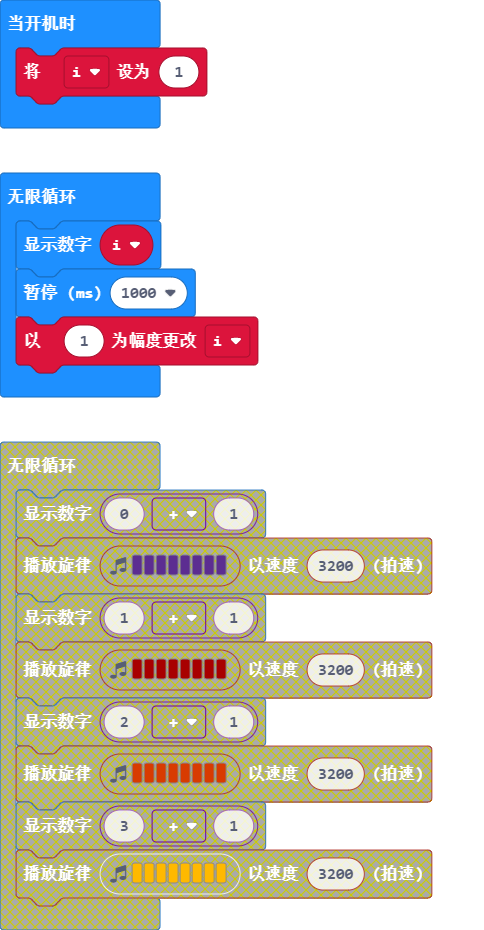 当开机时
将 i 设为 1
无限循环
显示数字 i
暂停 (ms) 1000
以 1 为幅度更改 i
无限循环
显示数字 0 + 1
播放旋律 以速度 3200 (拍速)
显示数字 1 + 1
播放旋律 以速度 3200 (拍速)
显示数字 2 + 1
播放旋律 以速度 3200 (拍速)
显示数字 3 + 1
播放旋律 以速度 3200 (拍速)